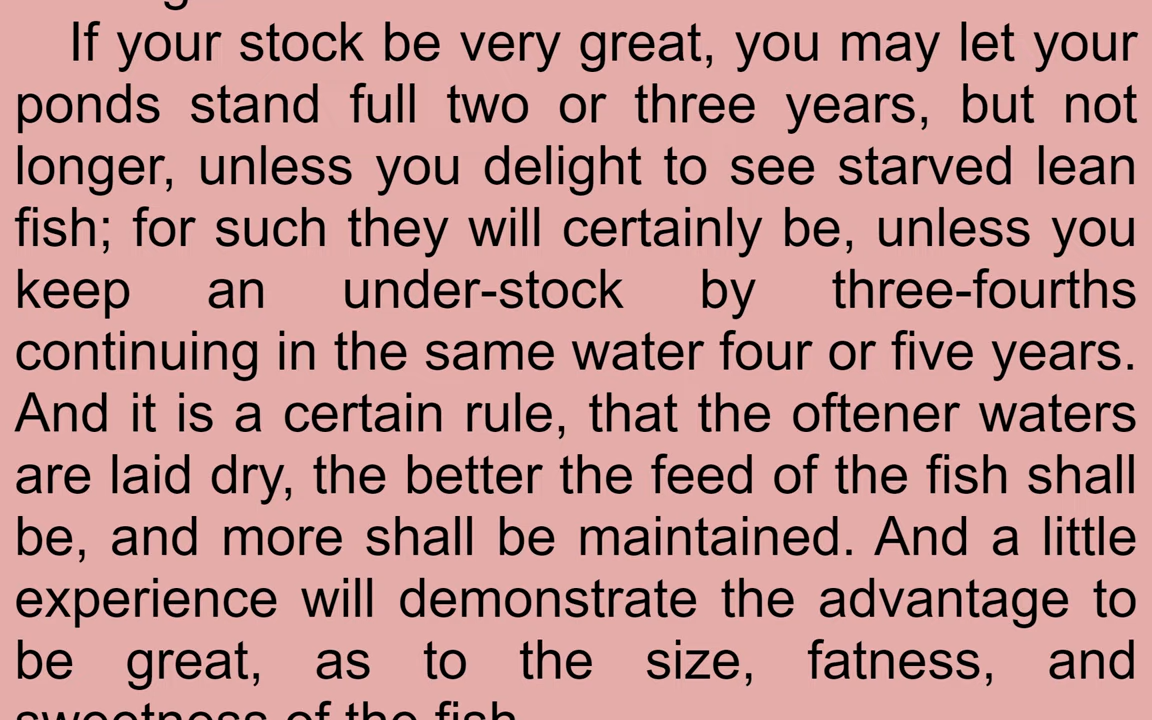 If your stock be very great, you may let your
ponds stand full two or three years, but not
longer, unless you delight to see starved lean
fish; for such they will certainly be, unless you
keep an under-stock by three-fourths
continuing in the same water four or five years.
And it is a certain rule, that the oftener waters
are laid dry, the better the feed of the fish shall
be, and more shall be maintained. And a little
experience will demonstrate the advantage to
be great, as to the size, fatness, and
sweetness of the fish